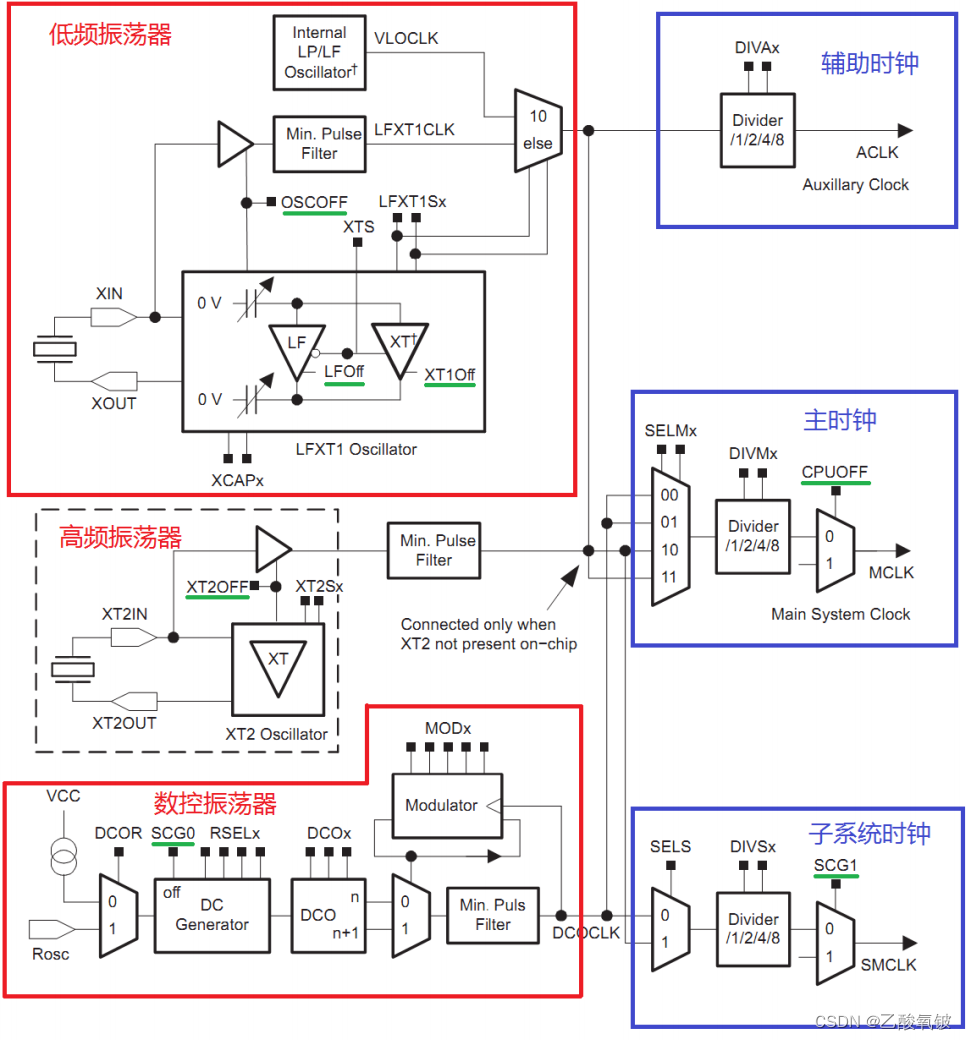 低频振荡器
Internal
LP/LF
Oscillator†
VLOCLK
10
else
Min. Pulse
Filter
LFXT1CLK
OSCOFF
LFXT1Sx
XTS
XIN
XOUT
0 V
LF
XT†
LFOff
XT1Off
0 V
LFXT1 Oscillator
XCAPx
辅助时钟
DIVAx
Divider
/1/2/4/8
ACLK
Auxillary Clock
高频振荡器
XT2OFF
XT2Sx
XT2IN
XT
XT2OUT
XT2 Oscillator
Min. Pulse
Filter
Connected only when
XT2 not present on−chip
主时钟
SELMx
00
01
10
11
DIVMx
Divider
/1/2/4/8
CPUOFF
0
1
MCLK
Main System Clock
数控振荡器
VCC
DCOR
SCG0
RSELx
DCOx
MODx
Modulator
0
1
Rosc
off
DC
Generator
DCO
n
n+1
0
1
Min. Puls
Filter
DCOCLK
子系统时钟
SELS
0
1
DIVSx
Divider
/1/2/4/8
SCG1
0
1
SMCLK
CSDN @乙酸氧铍